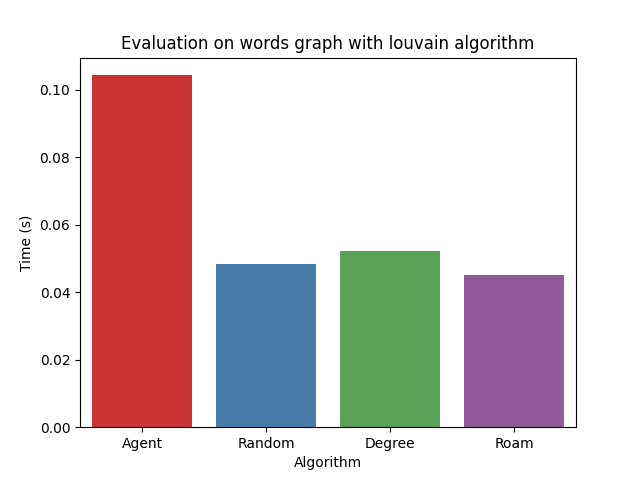 Evaluation on words graph with louvain algorithm
Time (s)
0.10
0.08
0.06
0.04
0.02
0.00
Agent Random Degree Roam
Algorithm